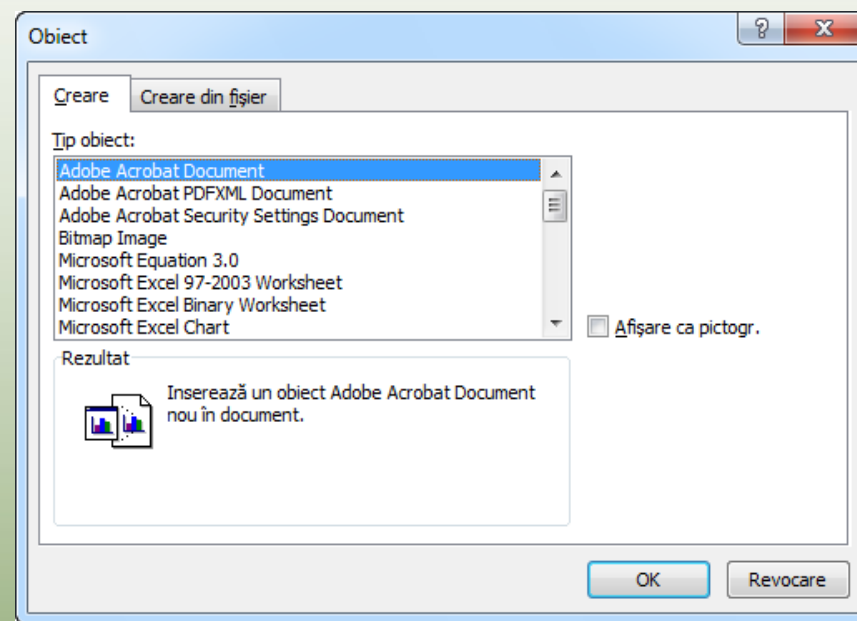 Obiect
Creare
Creare din fișier
Tip obiect:
Adobe Acrobat Document
Adobe Acrobat PDFXML Document
Adobe Acrobat Security Settings Document
Bitmap Image
Microsoft Equation 3.0
Microsoft Excel 97-2003 Worksheet
Microsoft Excel Binary Worksheet
Microsoft Excel Chart
Afișare ca pictogr.
Rezultat
Inserează un obiect Adobe Acrobat Document
nou în document.
OK
Revocare